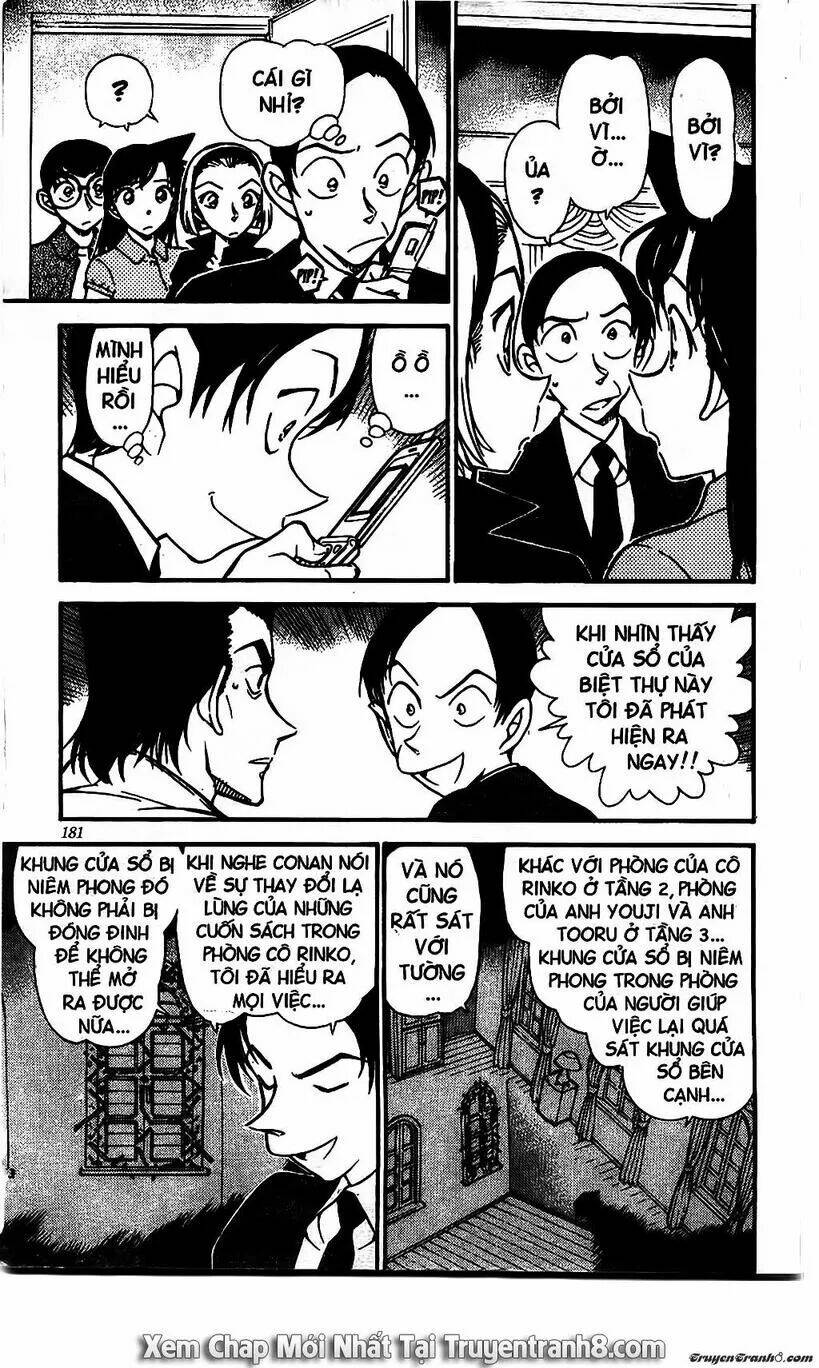 BỞI
VÌ?
BỞI
VÌ...
Ờ...
ỦA
?
CÁI GÌ
NHỈ?
?
PIP!
PIP!
Ồ Ồ
...
MÌNH
HIỂU
RỒI
...
KHI NHÌN THẤY
CỬA SỔ CỦA
BIỆT THỰ NÀY
TÔI ĐÃ PHÁT
HIỆN RA
NGAY!!
181
KHÁC VỚI PHÒNG CỦA CÔ
RINKO Ở TẦNG 2, PHÒNG
CỦA ANH YOUJI VÀ ANH
TOORU Ở TẦNG 3...
KHUNG CỬA SỔ BỊ NIÊM
PHONG TRONG PHÒNG
CỦA NGƯỜI GIÚP
VIỆC LẠI QUÁ
SÁT KHUNG CỬA
SỔ BÊN
CẠNH...
VÀ NÓ
CŨNG
RẤT SÁT
VỚI
TƯỜNG
...
KHI NGHE CONAN NÓI
VỀ SỰ THAY ĐỔI LẠ
LÙNG CỦA NHỮNG
CUỐN SÁCH TRONG
PHÒNG CÔ RINKO,
TÔI ĐÃ HIỂU RA
MỌI VIỆC...
KHUNG CỬA SỔ BỊ
NIÊM PHONG ĐÓ
KHÔNG PHẢI BỊ
ĐÓNG ĐINH
ĐỂ KHÔNG
THỂ MỞ
RA ĐƯỢC
NỮA...
Xem Chap Mới Nhất Tại Truyentranh8.com
TruyenTranh8.com